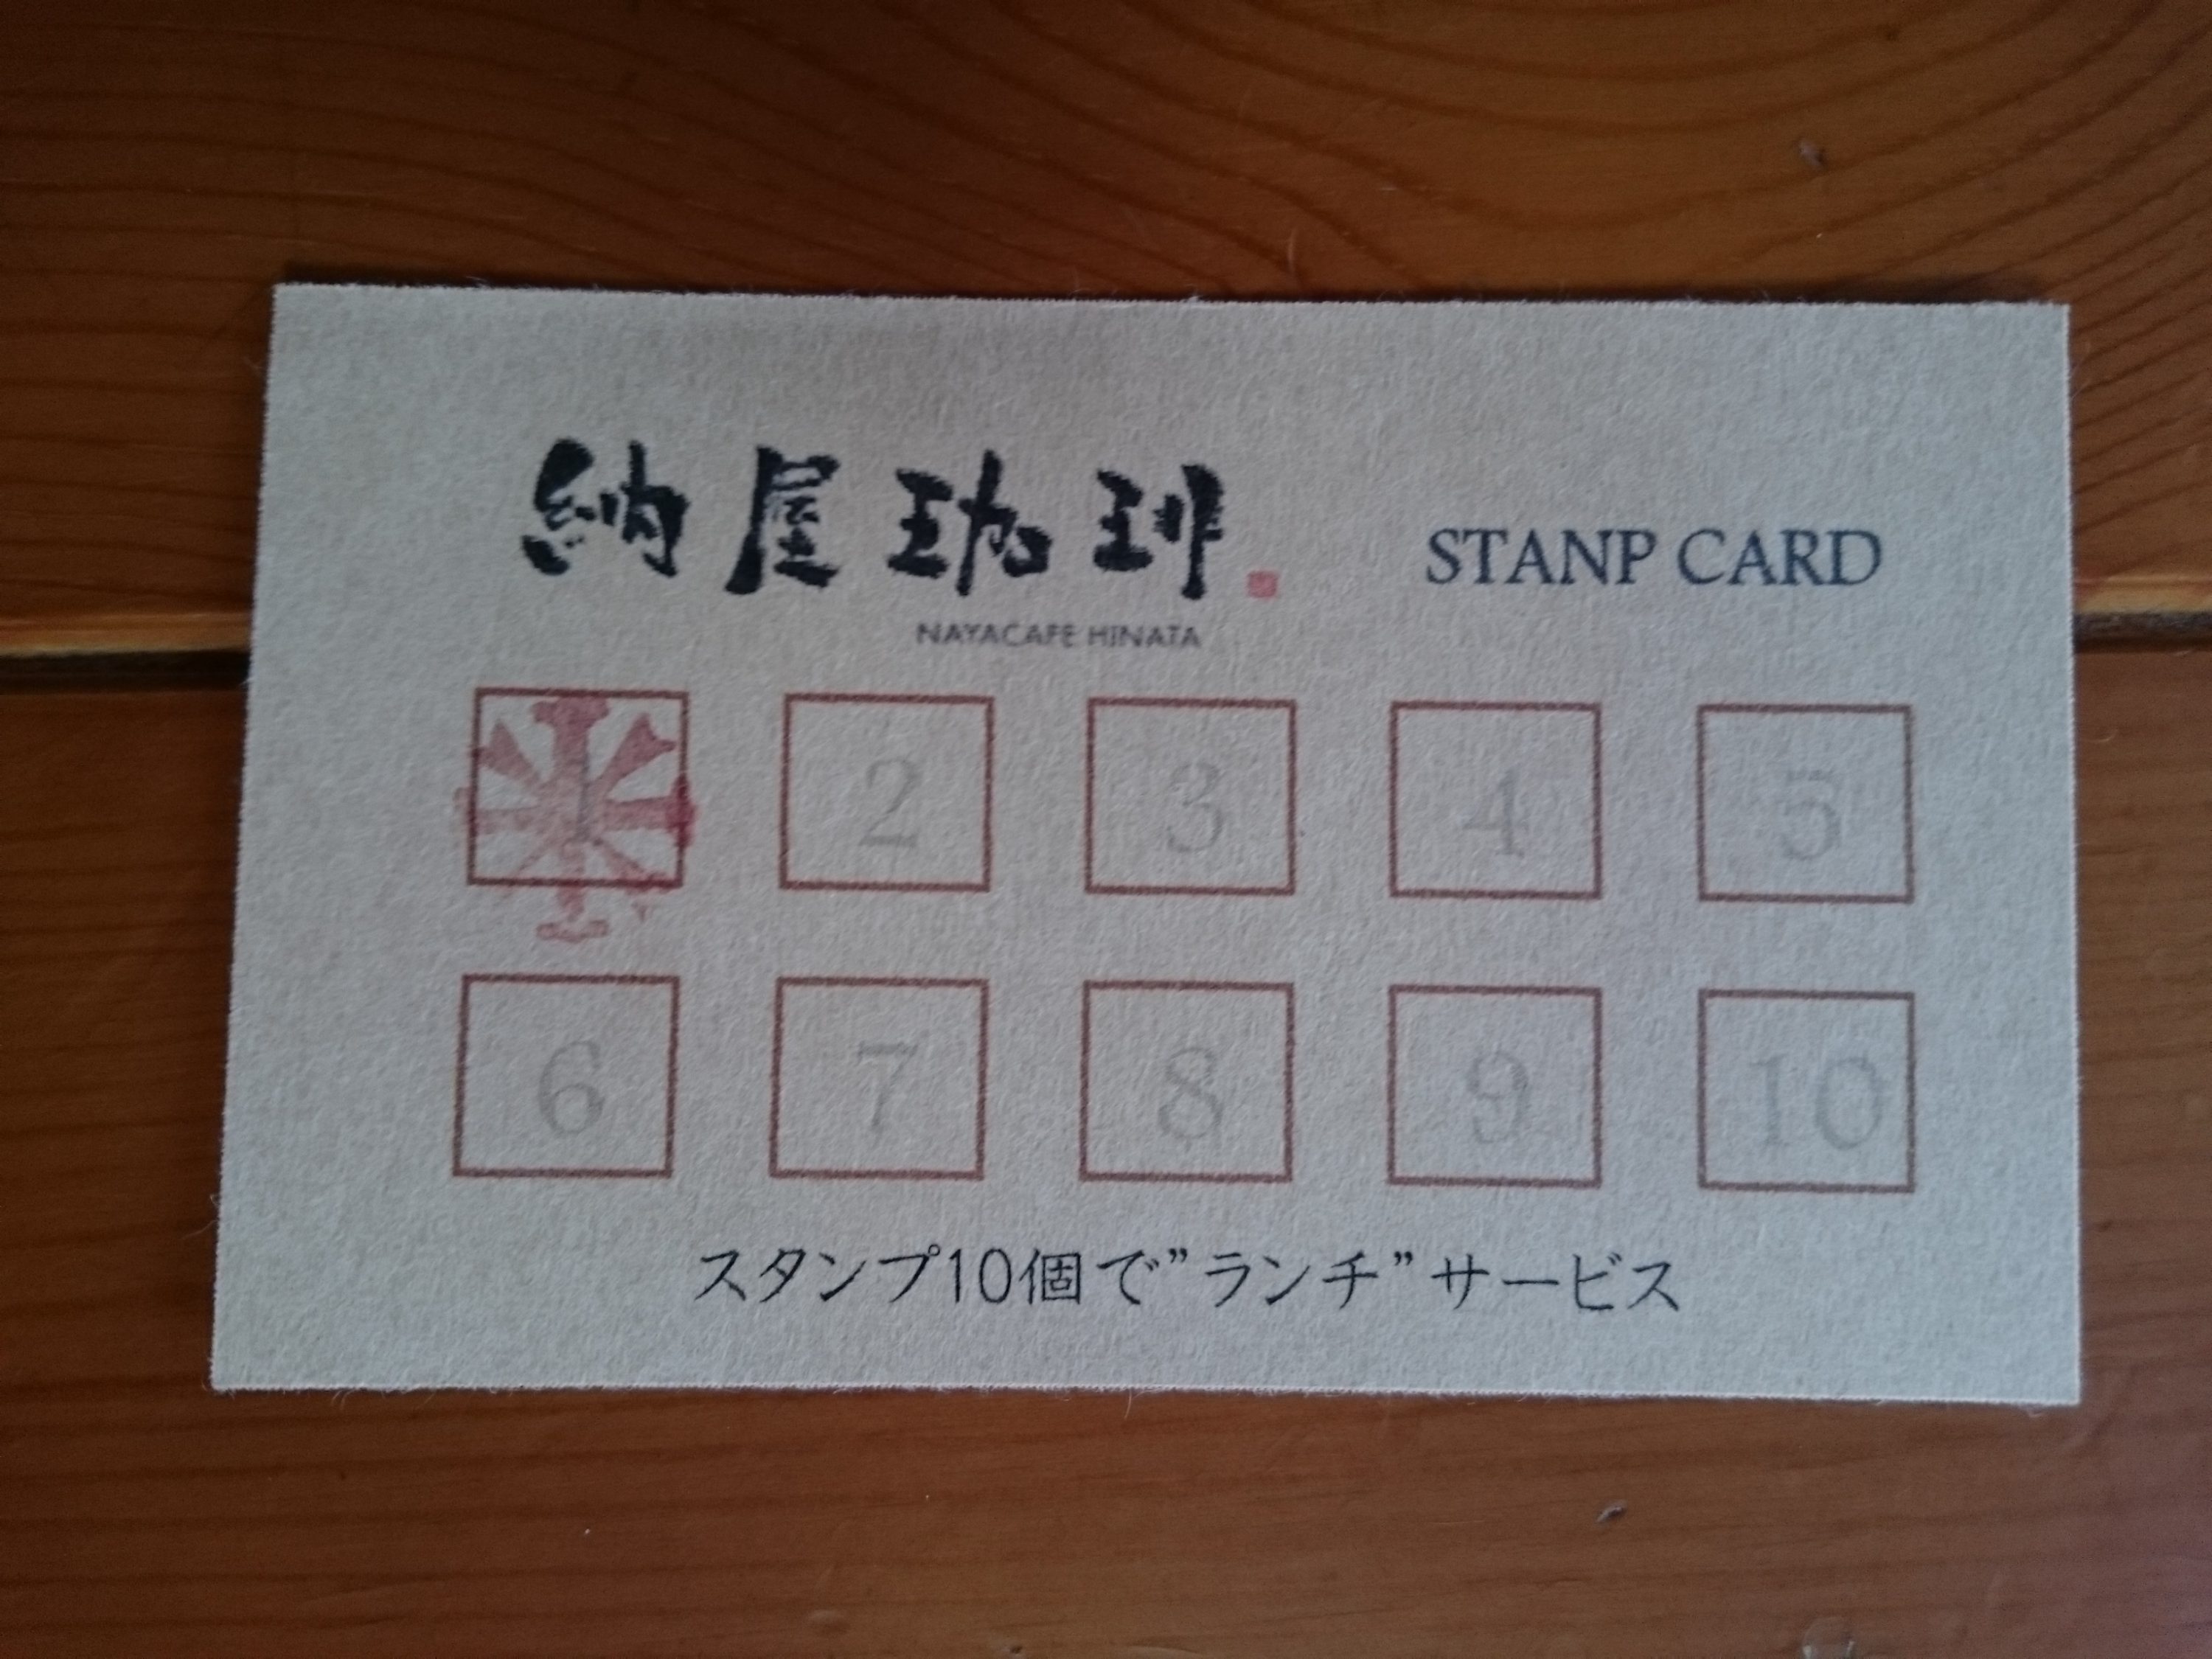 納屋珈琲
STANP CARD
NAYACAFE HINATA
1 2 3 4 5
6 7 8 9 10
スタンプ10個で”ランチ”サービス